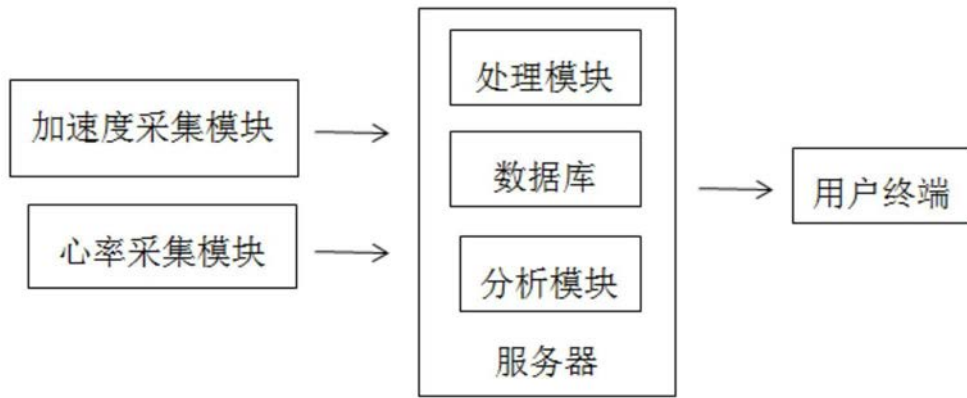 加速度采集模块
心率采集模块
处理模块
数据库
分析模块
服务器
用户终端